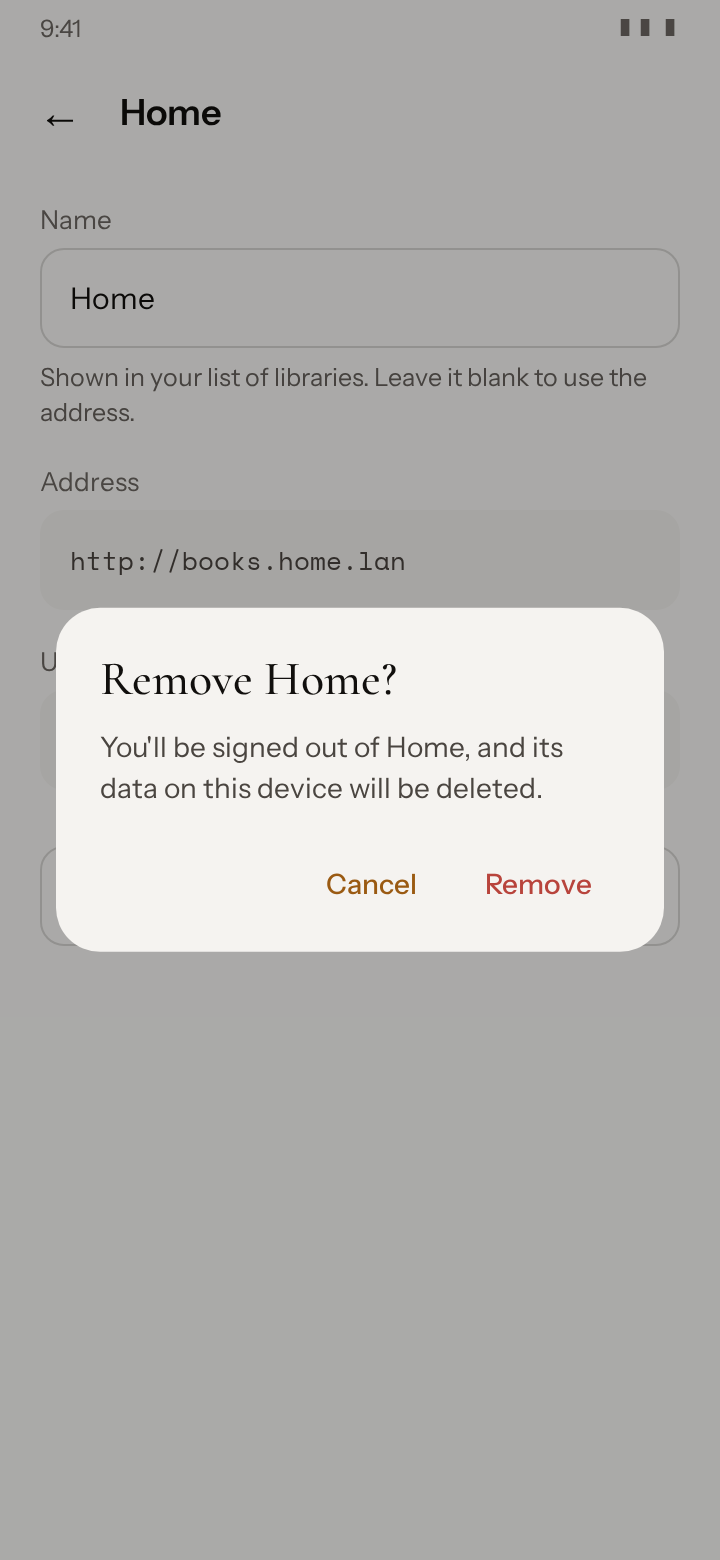 9:41
← Home
Name
Home
Shown in your list of libraries. Leave it blank to use the
address.
Address
http://books.home.lan
Remove Home?
You'll be signed out of Home, and its
data on this device will be deleted.
Cancel Remove